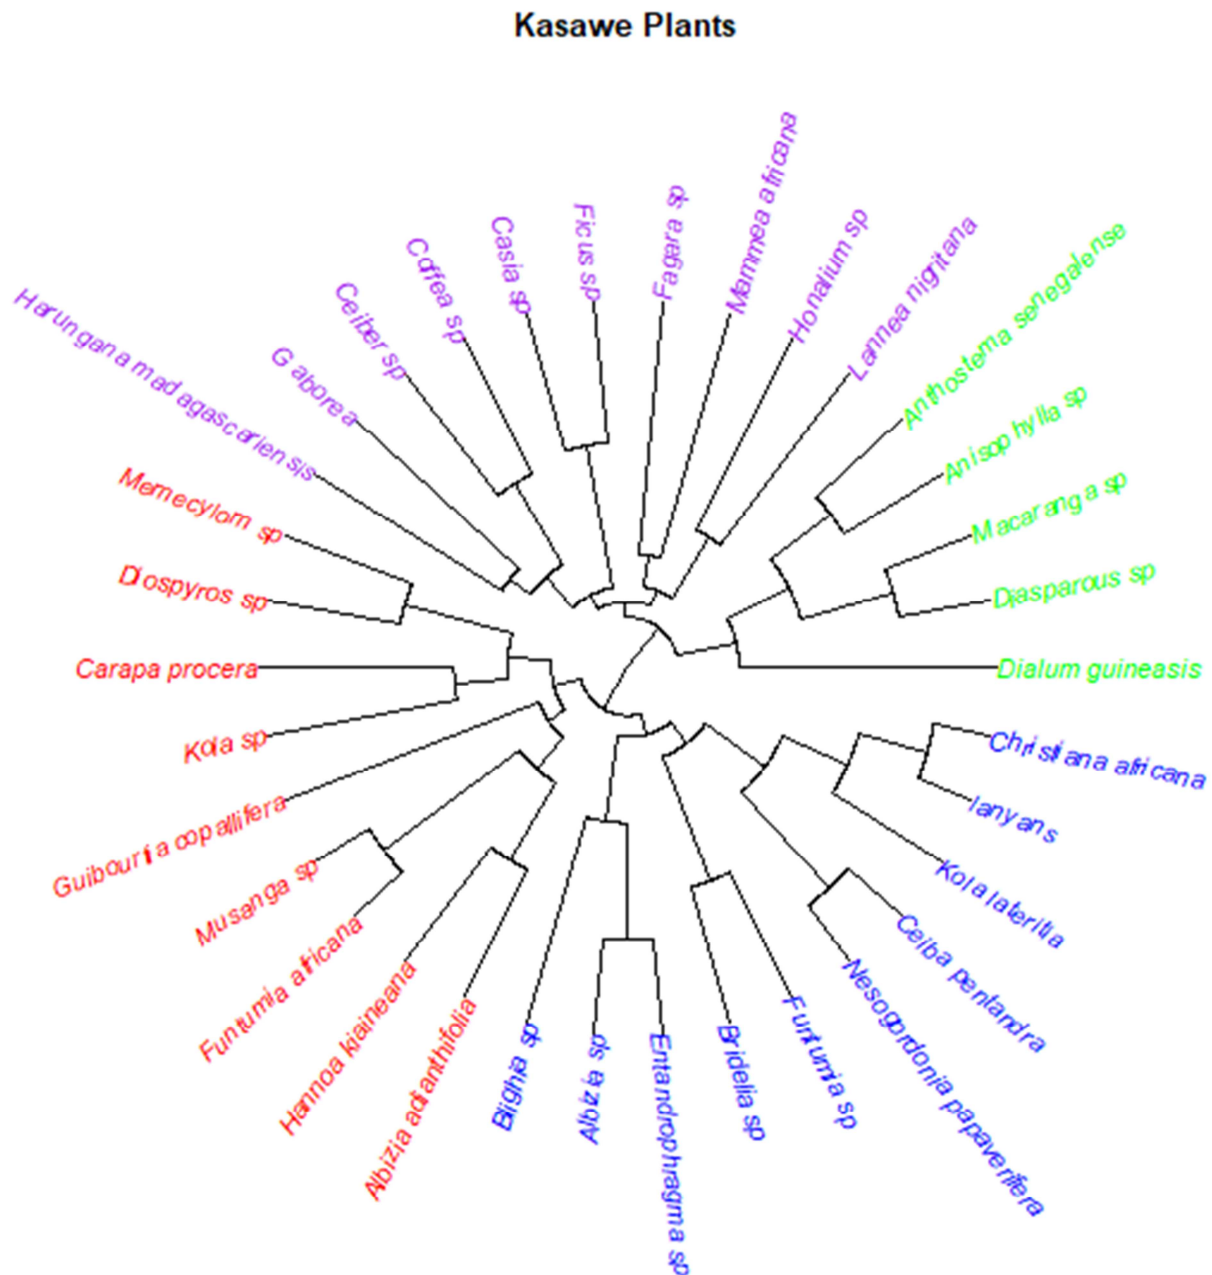 Kasawe Plants
Harungana madagascariensis
Gaborea
Ceiber sp
Coffea sp
Casia sp
Ficus sp
Fagara sp
Mammea africana
Honalium sp
Lannea nigritana
Anthostema senegalense
Anisophylla sp
Macaranga sp
Diasparous sp
Dialum guineasis
Christiana africana
lanyans
Kola lateritia
Ceiba pentandra
Nesogordonia papaverifera
Funtumia sp
Bridelia sp
Entandrophragma sp
Albizia sp
Blighia sp
Albizia adianthifolia
Hannoa klaineana
Funtumia africana
Musanga sp
Guibourtia copallifera
Kola sp
Carapa procera
Diospyros sp
Memecylom sp